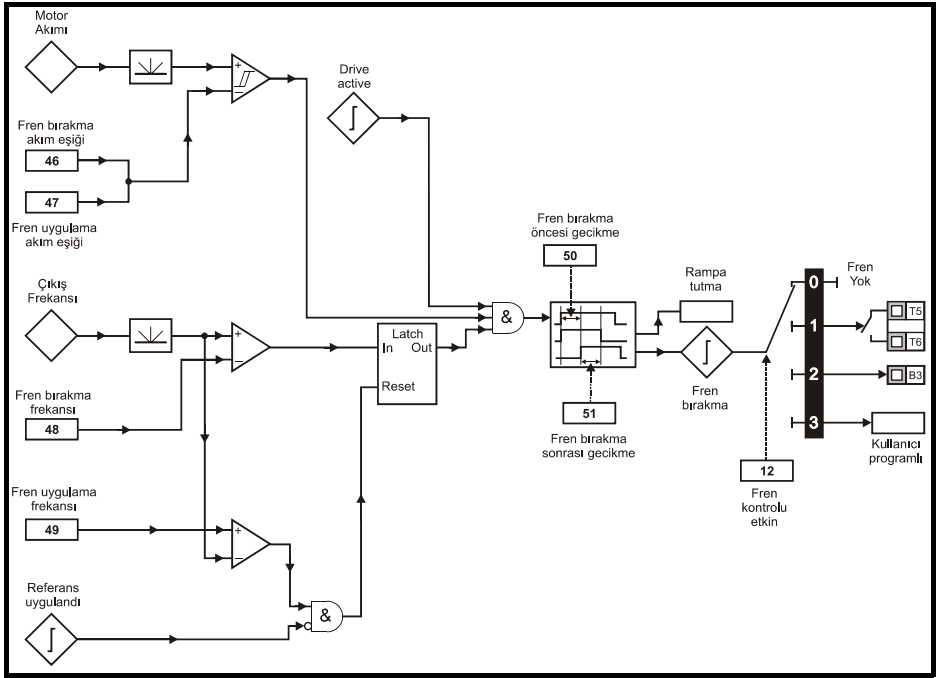 Motor
Akımı
+
−
Drive
active
Fren bırakma
akım eşiği
46
47
Fren uygulama
akım eşiği
Fren bırakma
öncesi gecikme
50
Rampa
tutma
0
Fren
Yok
Çıkış
Frekansı
+
−
&
Latch
In Out
Reset
1
T5
T6
Fren
bırakma
2
B3
Fren bırakma
frekansı
48
51
Fren bırakma
sonrası gecikme
3
Kullanıcı
programlı
12
Fren
kontrolu
etkin
Fren uygulama
frekansı
49
+
−
Referans
uygulandı
&